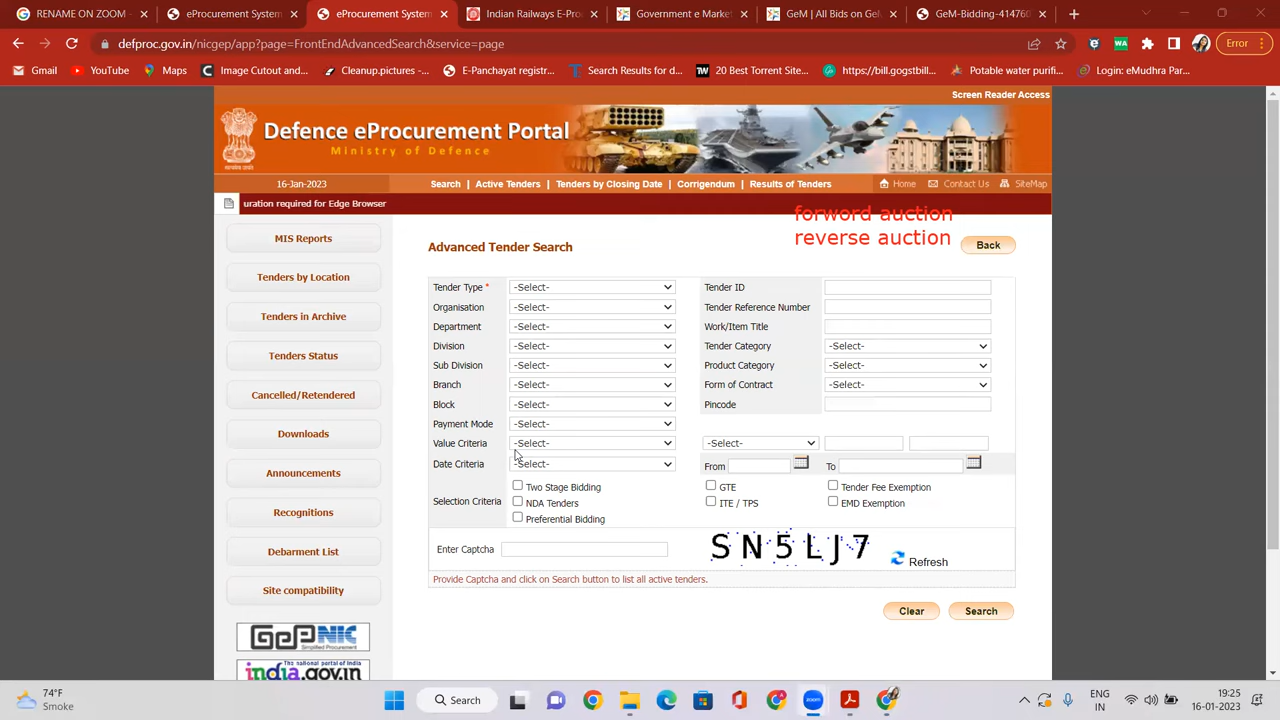 RENAME ON ZOOM - G
eProcurement System
eProcurement System
Indian Railways E-Pro
Government e Market
GeM | All Bids on Ge
GeM-Bidding-414760
defproc.gov.in/nicgep/app?page=FrontEndAdvancedSearch&service=page
Error
Gmail YouTube Maps Image Cutout and... Cleanup.pictures -... E-Panchayat registr... Search Results for d... 20 Best Torrent Site... https://bill.gogstbill... Potable water purifi... Login: eMudhra Par...
Screen Reader Access
Defence eProcurement Portal
Ministry of Defence
16-Jan-2023
Search | Active Tenders | Tenders by Closing Date | Corrigendum | Results of Tenders
Home Contact Us SiteMap
uration required for Edge Browser
forword auction
reverse auction
MIS Reports
Tenders by Location
Tenders in Archive
Tenders Status
Cancelled/Retendered
Downloads
Announcements
Recognitions
Debarment List
Site compatibility
GePNIC
Simplified Procurement
The national portal of India
india.gov.in
Advanced Tender Search
Back
Tender Type * -Select- Tender ID
Organisation -Select- Tender Reference Number
Department -Select- Work/Item Title
Division -Select- Tender Category -Select-
Sub Division -Select- Product Category -Select-
Branch -Select- Form of Contract -Select-
Block -Select- Pincode
Payment Mode -Select-
Value Criteria -Select- -Select-
Date Criteria -Select- From To
Selection Criteria
Two Stage Bidding GTE Tender Fee Exemption
NDA Tenders ITE / TPS EMD Exemption
Preferential Bidding
Enter Captcha SN5LJ7 Refresh
Provide Captcha and click on Search button to list all active tenders.
Clear Search
74°F
Smoke
Search
ENG
IN
19:25
16-01-2023